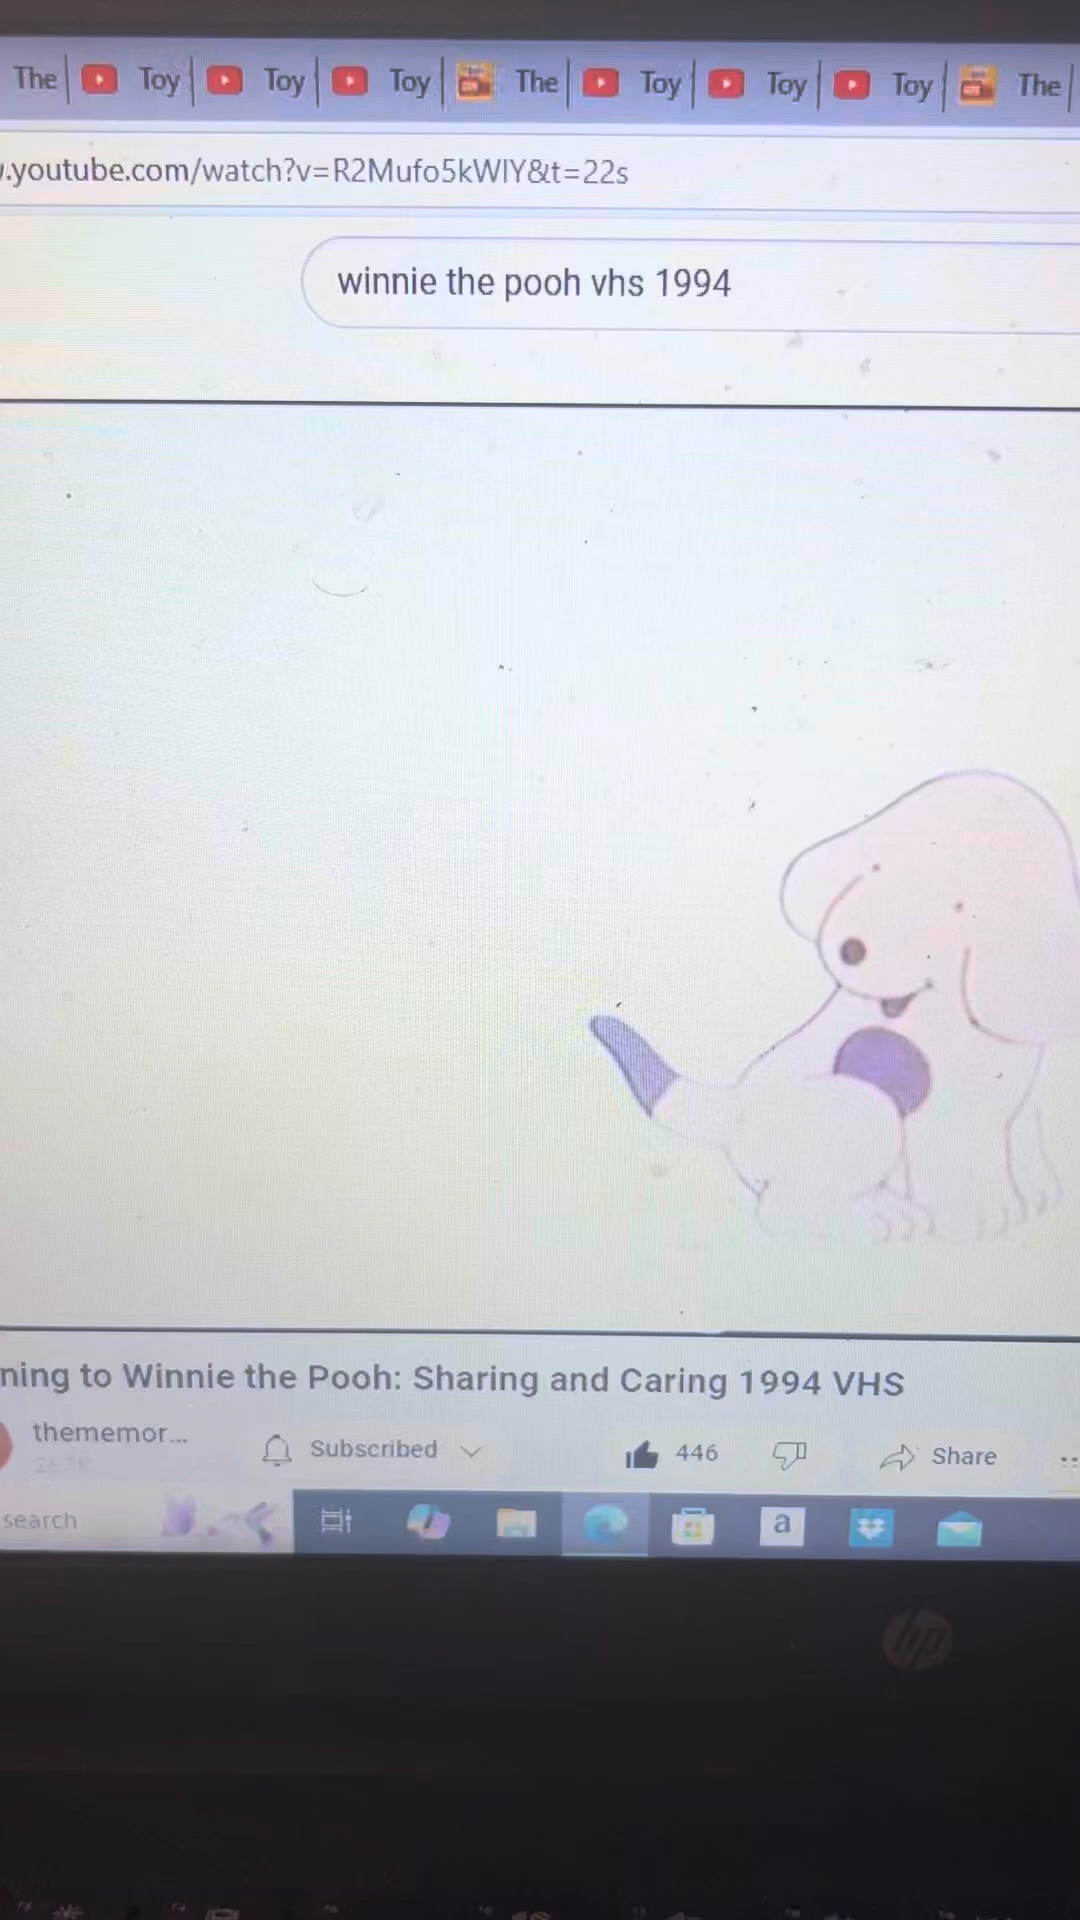 The Toy Toy Toy The Toy Toy Toy The
.youtube.com/watch?v=R2Mufo5kWIY&t=22s
winnie the pooh vhs 1994
ning to Winnie the Pooh: Sharing and Caring 1994 VHS
thememor...
Subscribed
446
Share
search
a
hp